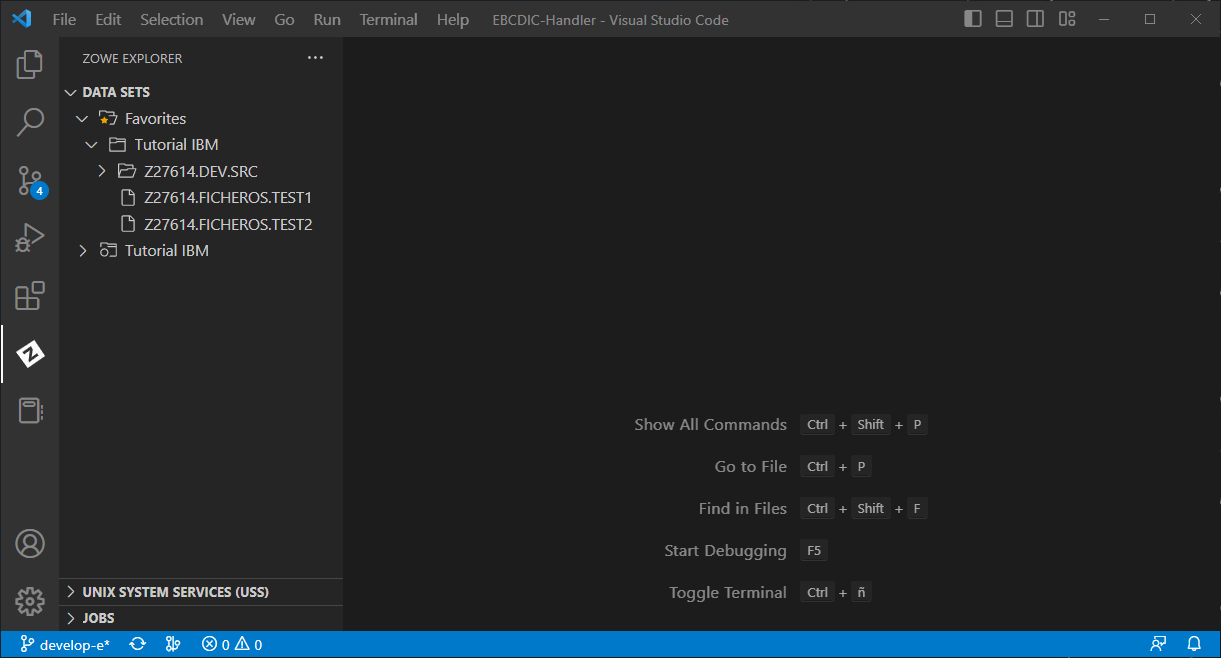 File Edit Selection View Go Run Terminal Help EBCDIC-Handler - Visual Studio Code
ZOWE EXPLORER
DATA SETS
Favorites
Tutorial IBM
Z27614.DEV.SRC
Z27614.FICHEROS.TEST1
Z27614.FICHEROS.TEST2
Tutorial IBM
4
Show All Commands Ctrl + Shift + P
Go to File Ctrl + P
Find in Files Ctrl + Shift + F
Start Debugging F5
Toggle Terminal Ctrl + ñ
UNIX SYSTEM SERVICES (USS)
JOBS
develop-e* 0 0